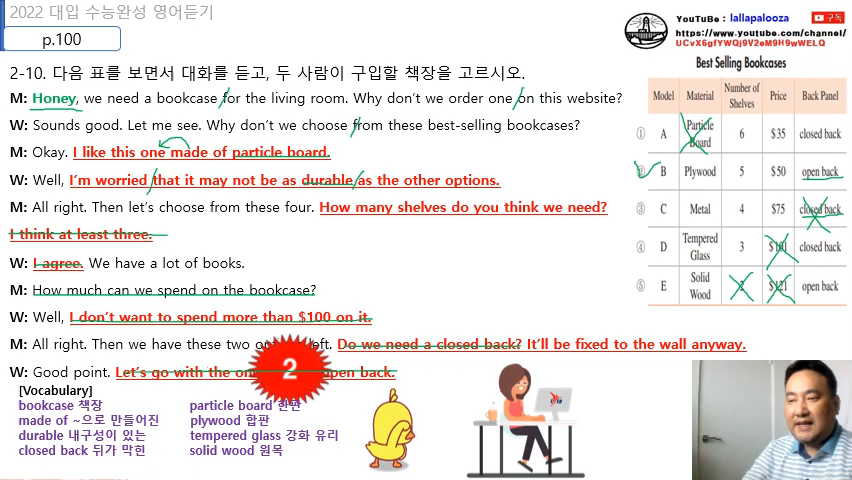 2022 대입 수능완성 영어듣기
p.100
YouTuBe : lallapalooza
구독
https://www.youtube.com/channel/
UCvX6gfYWQj9V2eM9H9wWELQ
2-10. 다음 표를 보면서 대화를 듣고, 두 사람이 구입할 책장을 고르시오.
M: Honey, we need a bookcase for the living room. Why don't we order one on this website?
W: Sounds good. Let me see. Why don't we choose from these best-selling bookcases?
M: Okay. I like this one made of particle board.
W: Well, I'm worried that it may not be as durable as the other options.
M: All right. Then let's choose from these four. How many shelves do you think we need?
I think at least three.
W: I agree. We have a lot of books.
M: How much can we spend on the bookcase?
W: Well, I don't want to spend more than $100 on it.
M: All right. Then we have these two left. Do we need a closed back? It'll be fixed to the wall anyway.
W: Good point. Let's go with the open back.
2
Best Selling Bookcases
Model Material Number of Shelves Price Back Panel
① A Particle Board 6 $35 closed back
② B Plywood 5 $50 open back
③ C Metal 4 $75 closed back
④ D Tempered Glass 3 $101 closed back
⑤ E Solid Wood 2 $121 open back
[Vocabulary]
bookcase 책장
made of ~으로 만들어진
durable 내구성이 있는
closed back 뒤가 막힌
particle board 합판
plywood 합판
tempered glass 강화 유리
solid wood 원목